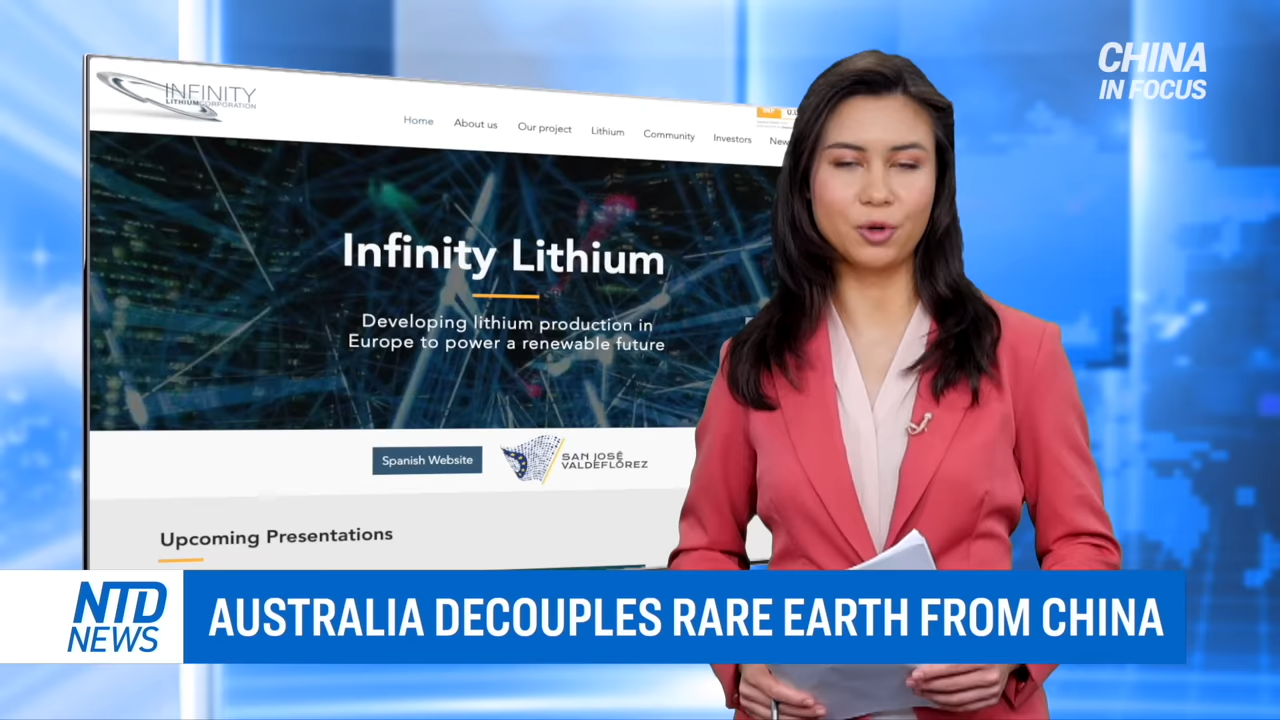 CHINA
IN FOCUS
INFINITY
LITHIUMCORPORATION
Home About us Our project Lithium Community Investors
Infinity Lithium
Developing lithium production in
Europe to power a renewable future
Spanish Website
SAN JOSÉ
VALDEFLÓREZ
Upcoming Presentations
NTD
NEWS
AUSTRALIA DECOUPLES RARE EARTH FROM CHINA